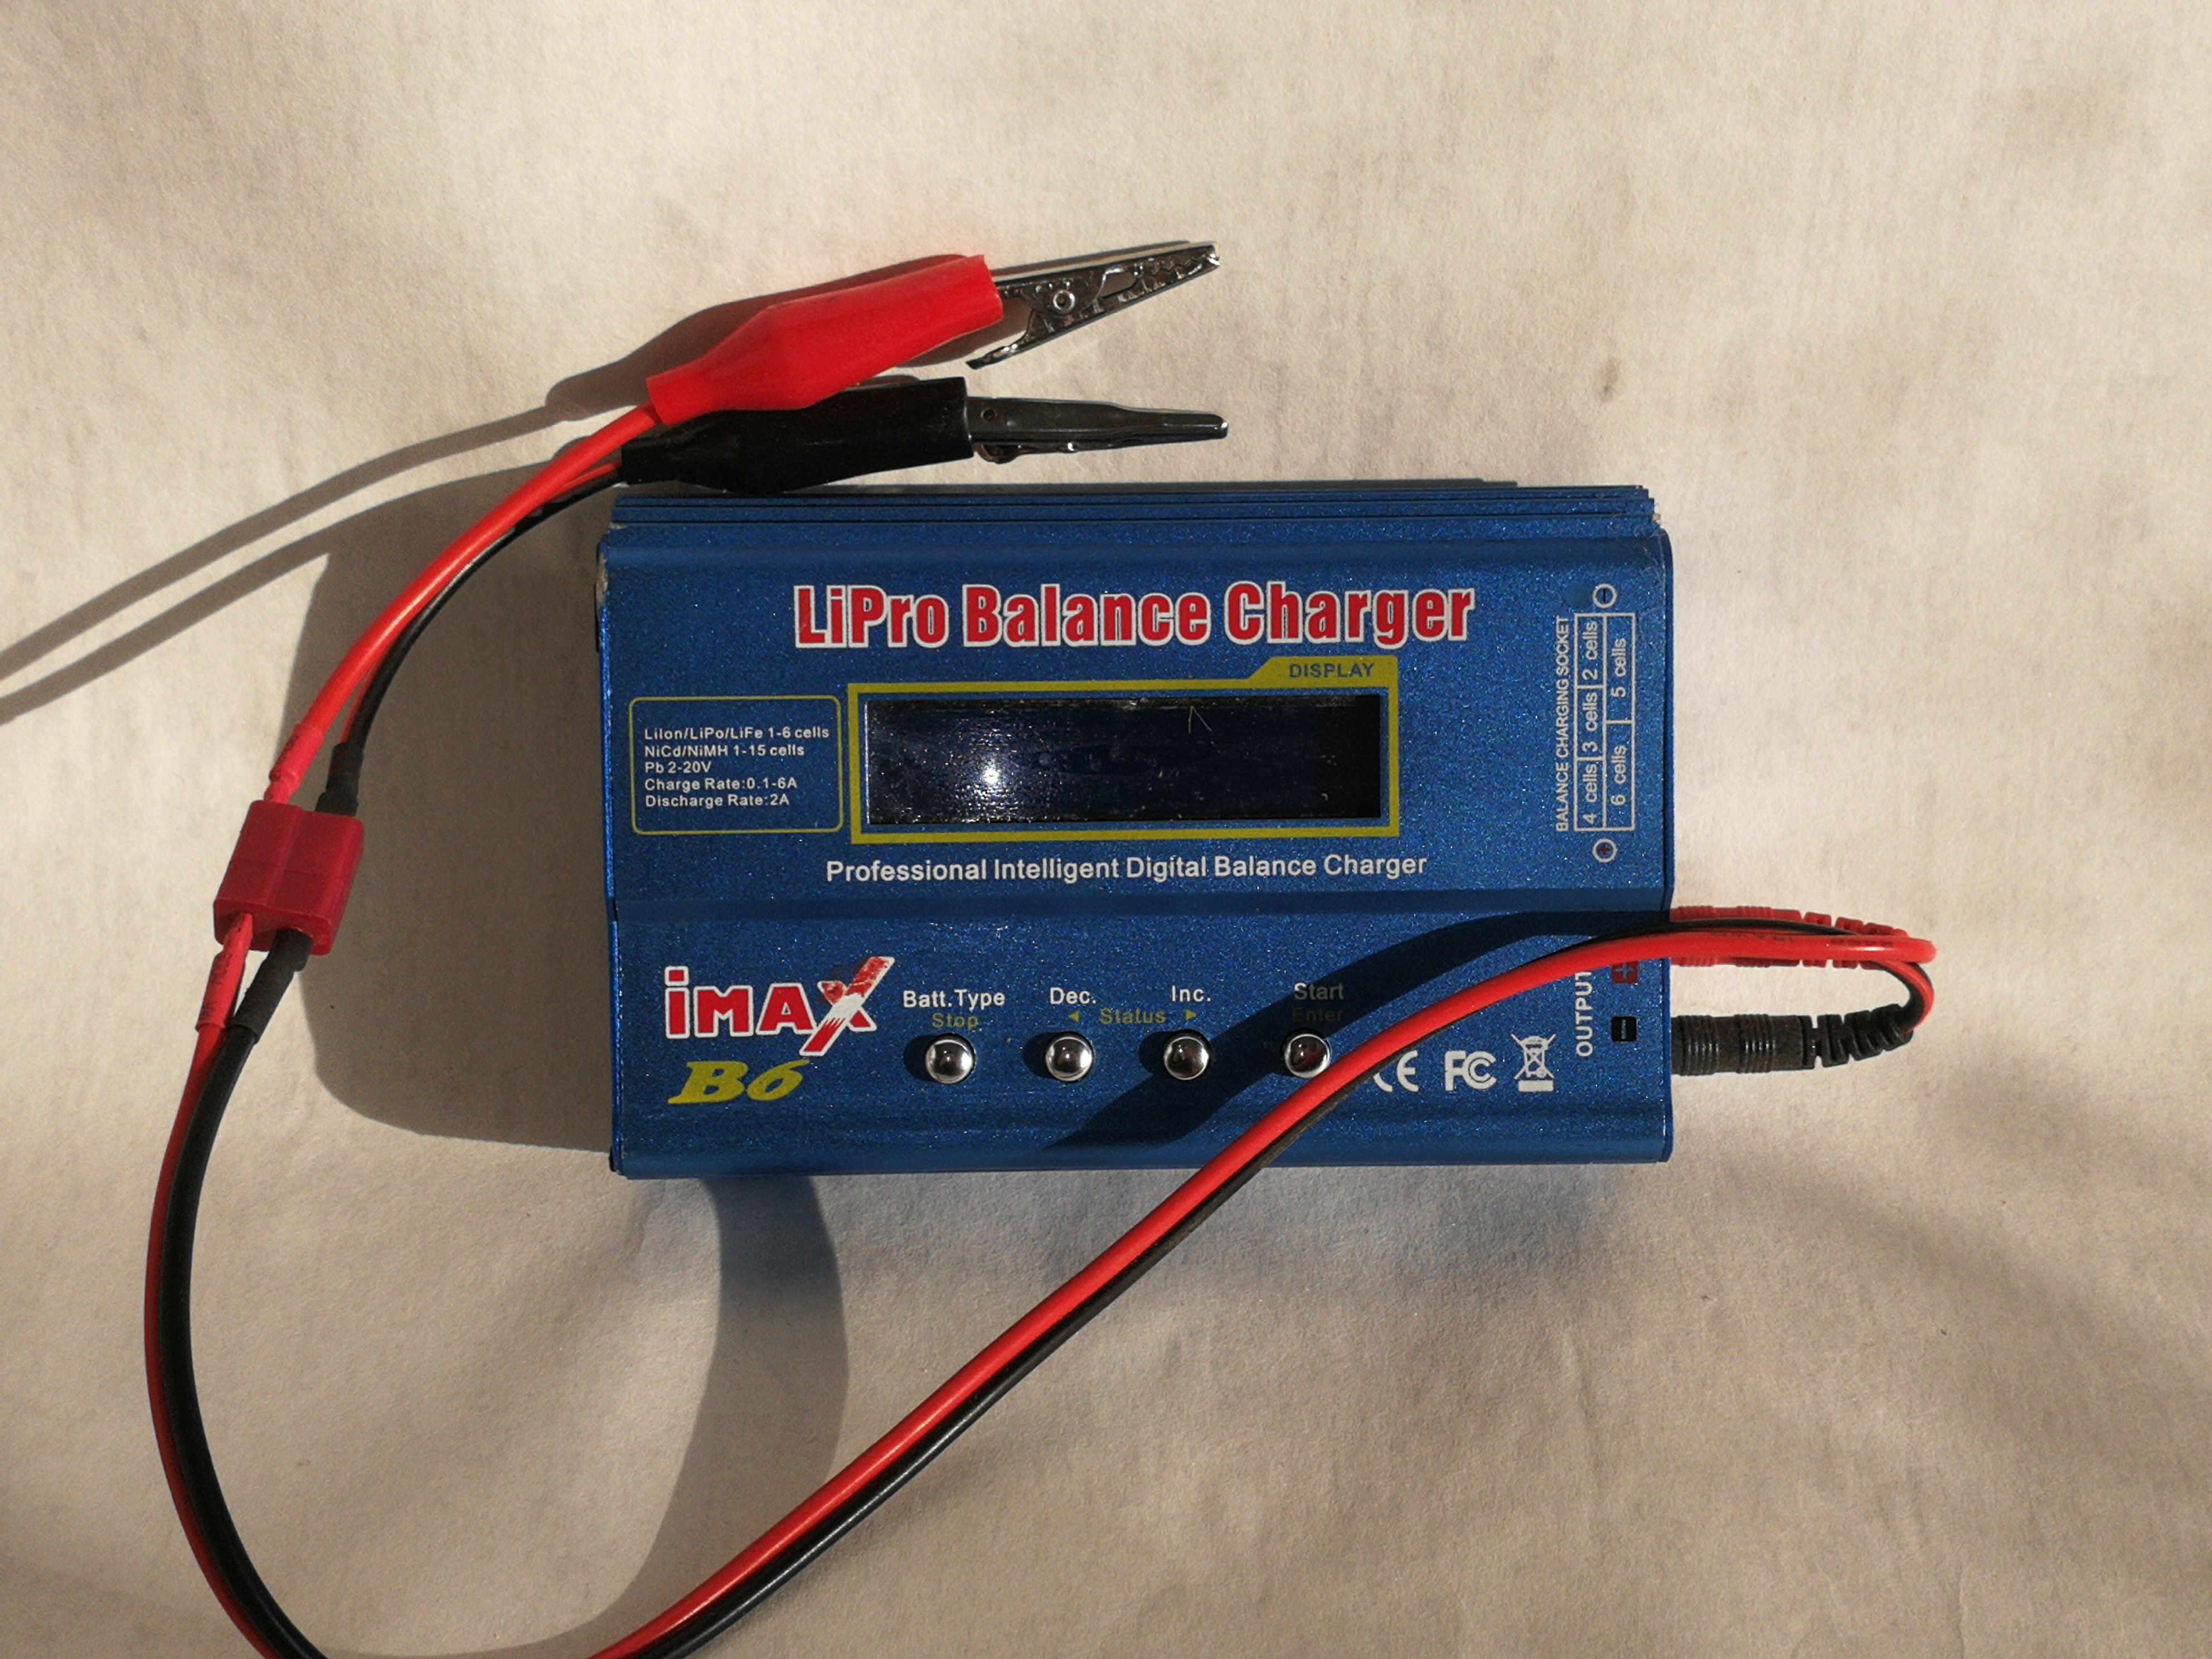 LiPro Balance Charger
DISPLAY
LiIon/LiPo/LiFe 1-6 cells
NiCd/NiMH 1-15 cells
Pb 2-20V
Charge Rate:0.1-6A
Discharge Rate:2A
Professional Intelligent Digital Balance Charger
BALANCE CHARGING SOCKET
4 cells 3 cells 2 cells
6 cells 5 cells
iMAX
B6
Batt.Type Dec. Inc. Start
Stop ◄ Status ► Enter
CE FC
OUTPUT